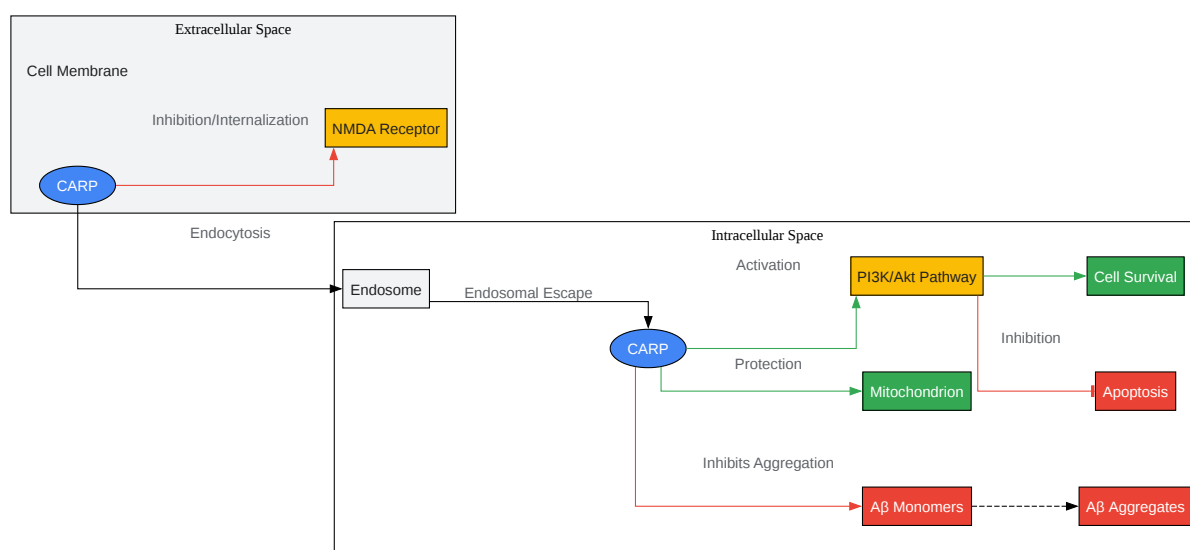 Extracellular Space
Cell Membrane
Inhibition/Internalization
NMDA Receptor
CARP
Endocytosis
Intracellular Space
Activation
PI3K/Akt Pathway
Cell Survival
Endosome
Endosomal Escape
CARP
Inhibition
Protection
Mitochondrion
Apoptosis
Inhibits Aggregation
Aβ Monomers
Aβ Aggregates